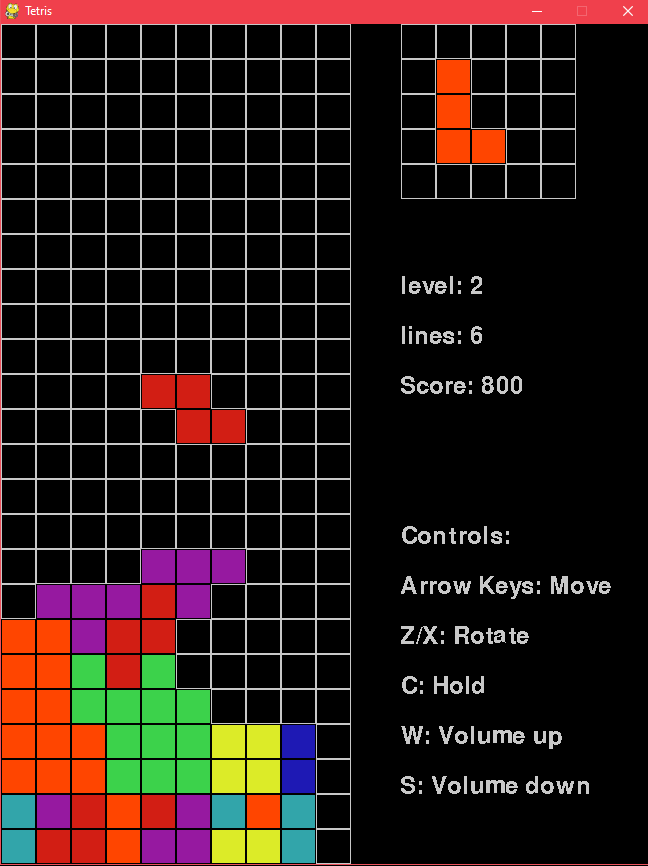 Tetris
level: 2
lines: 6
Score: 800
Controls:
Arrow Keys: Move
Z/X: Rotate
C: Hold
W: Volume up
S: Volume down